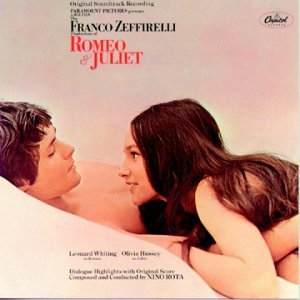 Original Soundtrack Recording
PARAMOUNT PICTURES presents
A BHE FILM
The
FRANCO ZEFFIRELLI
Production of
ROMEO
& JULIET
Capitol
Leonard Whiting
as Romeo
Olivia Hussey
as Juliet
Dialogue Highlights with Original Score
Composed and Conducted by NINO ROTA